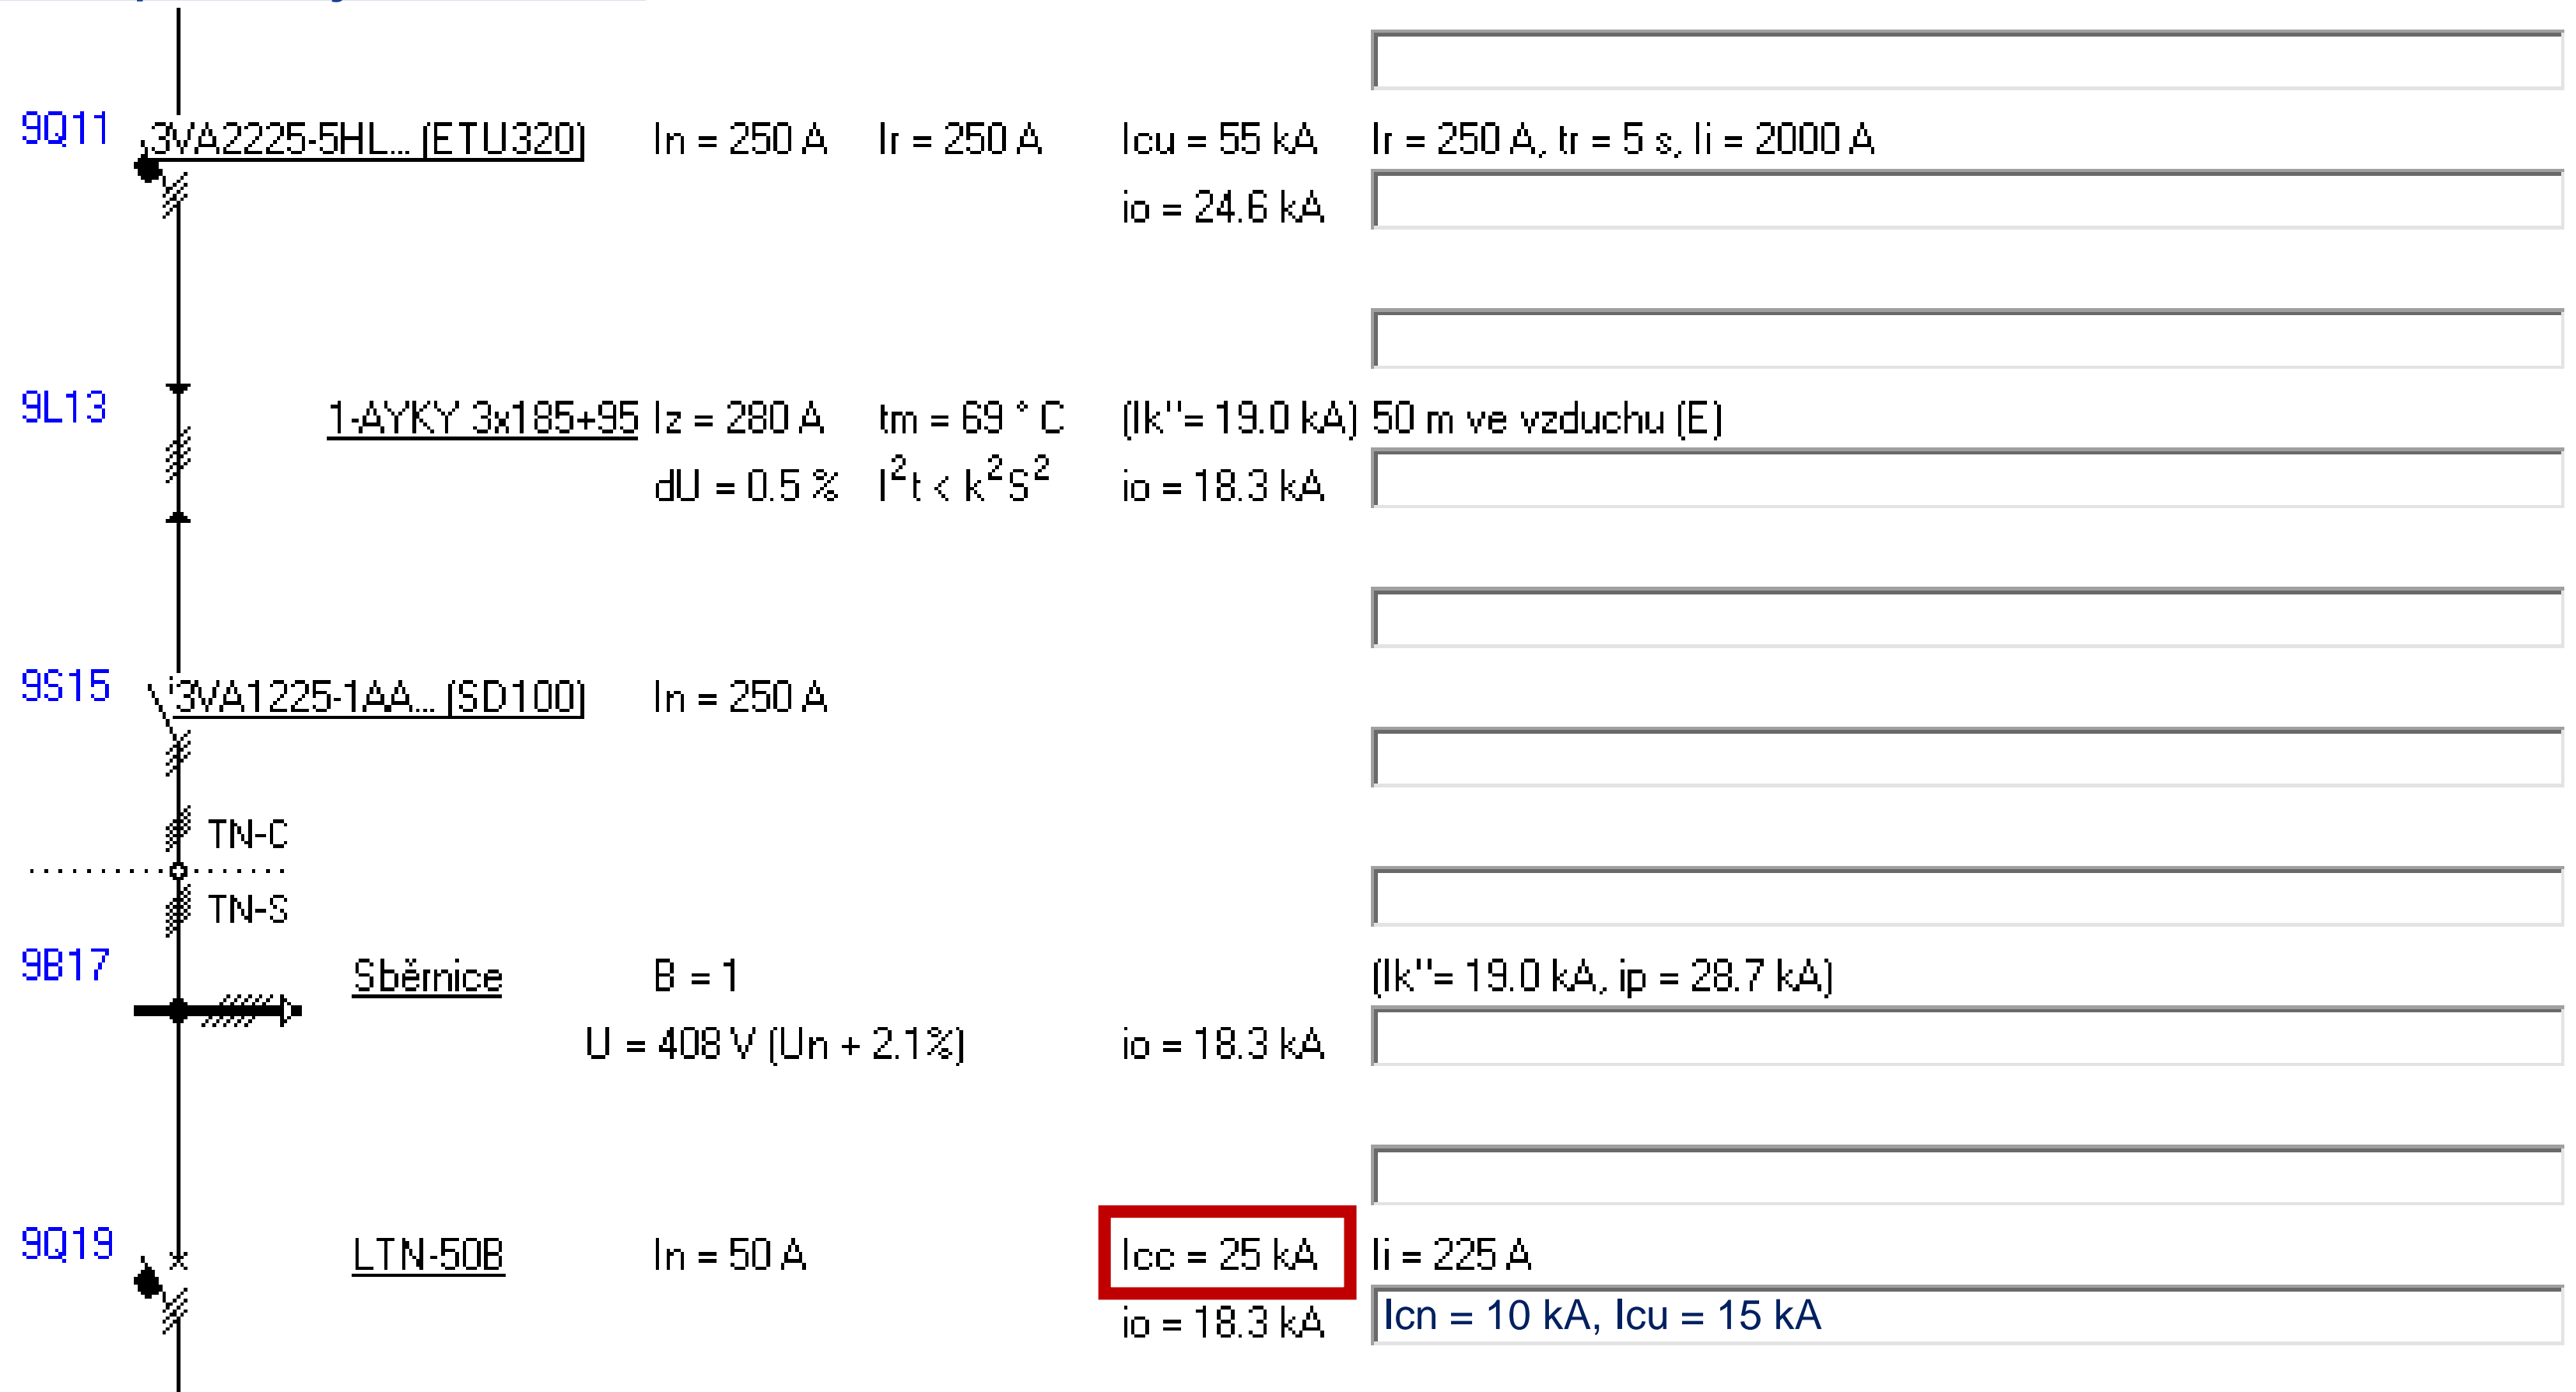 9Q11 3VA2225-5HL... (ETU320) In = 250 A Ir = 250 A Icu = 55 kA Ir = 250 A, tr = 5 s, Ii = 2000 A
io = 24.6 kA
9L13 1-AYKY 3x185+95 Iz = 280 A tm = 69 ° C (Ik''= 19.0 kA) 50 m ve vzduchu (E)
dU = 0.5 % I²t < k²S² io = 18.3 kA
9S15 3VA1225-1AA... (SD100) In = 250 A
TN-C
TN-S
9B17 Sběrnice B = 1 (Ik''= 19.0 kA, ip = 28.7 kA)
U = 408 V (Un + 2.1%) io = 18.3 kA
9Q19 LTN-50B In = 50 A Icc = 25 kA Ii = 225 A
io = 18.3 kA Icn = 10 kA, Icu = 15 kA